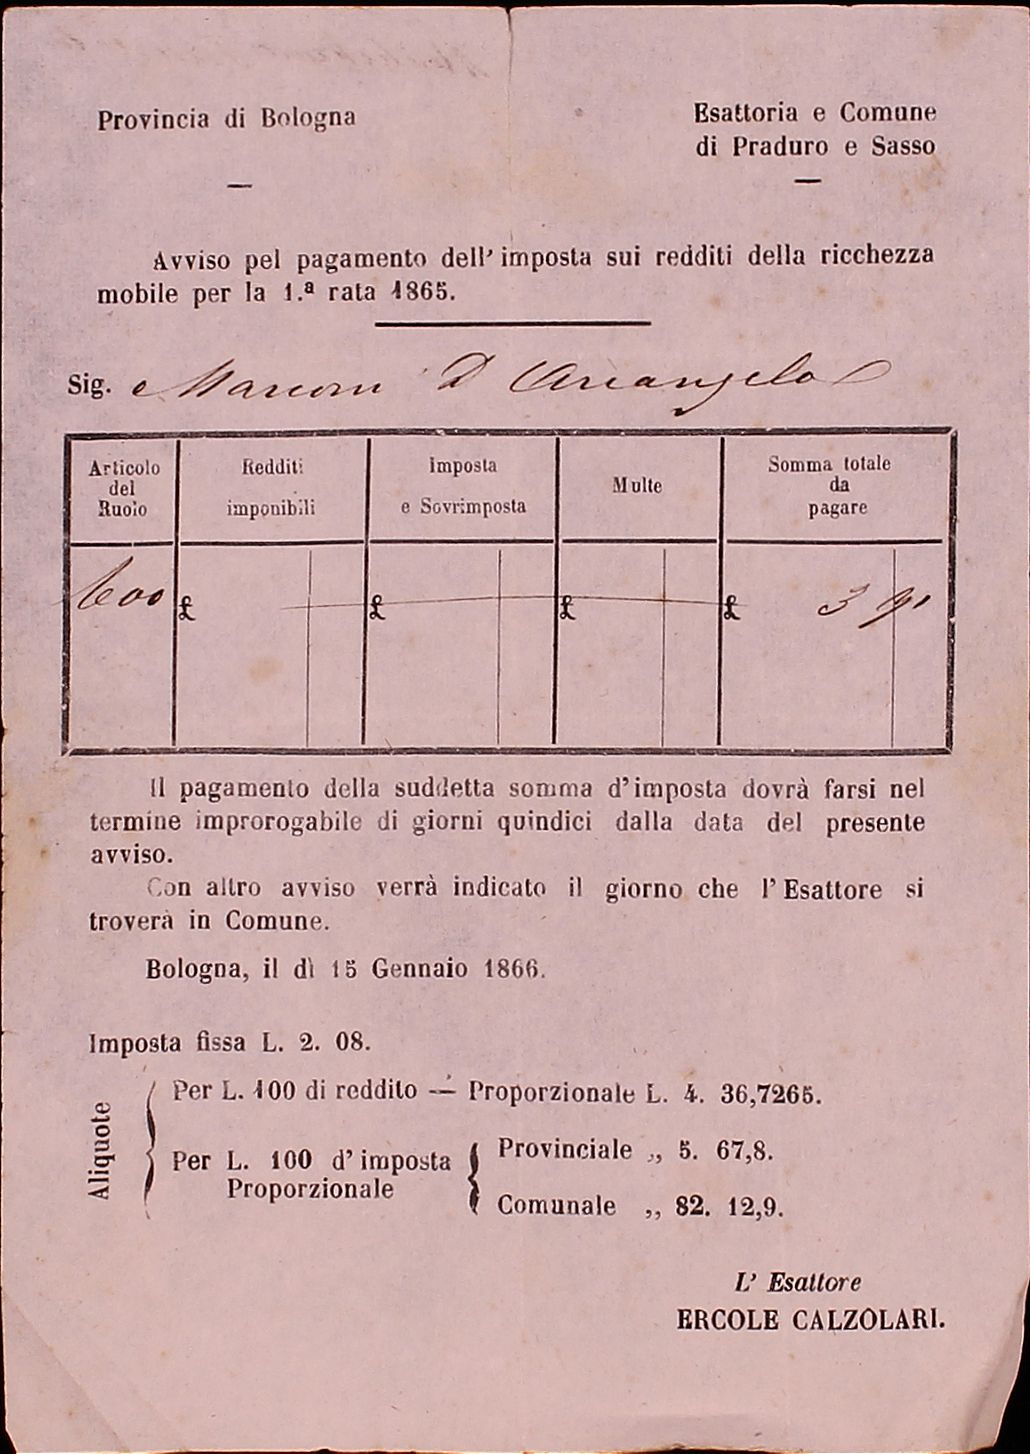 Provincia di Bologna
Esattoria e Comune
di Praduro e Sasso
Avviso pel pagamento dell' imposta sui redditi della ricchezza
mobile per la 1.ª rata 1865.
Sig. Marconi D Arcangelo
Articolo
del
Ruolo
Redditi
imponibili
Imposta
e Sovrimposta
Multe
Somma totale
da
pagare
600 £ £ £ £ 3
Il pagamento della suddetta somma d'imposta dovrà farsi nel
termine improrogabile di giorni quindici dalla data del presente
avviso.
Con altro avviso verrà indicato il giorno che l' Esattore si
troverà in Comune.
Bologna, il dì 15 Gennaio 1866.
Imposta fissa L. 2. 08.
Aliquote
Per L. 100 di reddito — Proporzionale L. 4. 36,7265.
Per L. 100 d' imposta
Proporzionale
Provinciale ,, 5. 67,8.
Comunale ,, 82. 12,9.
L' Esattore
ERCOLE CALZOLARI.